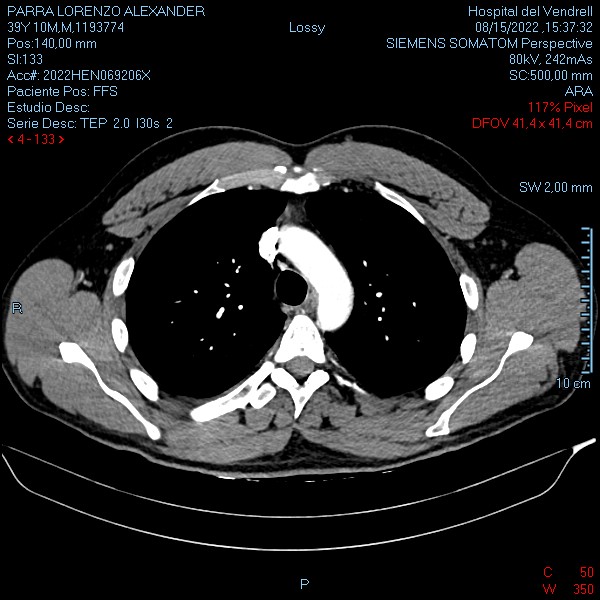 PARRA LORENZO ALEXANDER
39Y 10M,M,1193774
Pos:140,00 mm
SI:133
Acc#: 2022HEN069206X
Paciente Pos: FFS
Estudio Desc:
Serie Desc: TEP 2.0 I30s 2
< 4 - 133 >
Lossy
Hospital del Vendrell
08/15/2022 ,15:37:32
SIEMENS SOMATOM Perspective
80kV, 242mAs
SC:500,00 mm
ARA
117% Pixel
DFOV 41,4 x 41,4 cm
SW 2,00 mm
R
10 cm
P
C 50
W 350